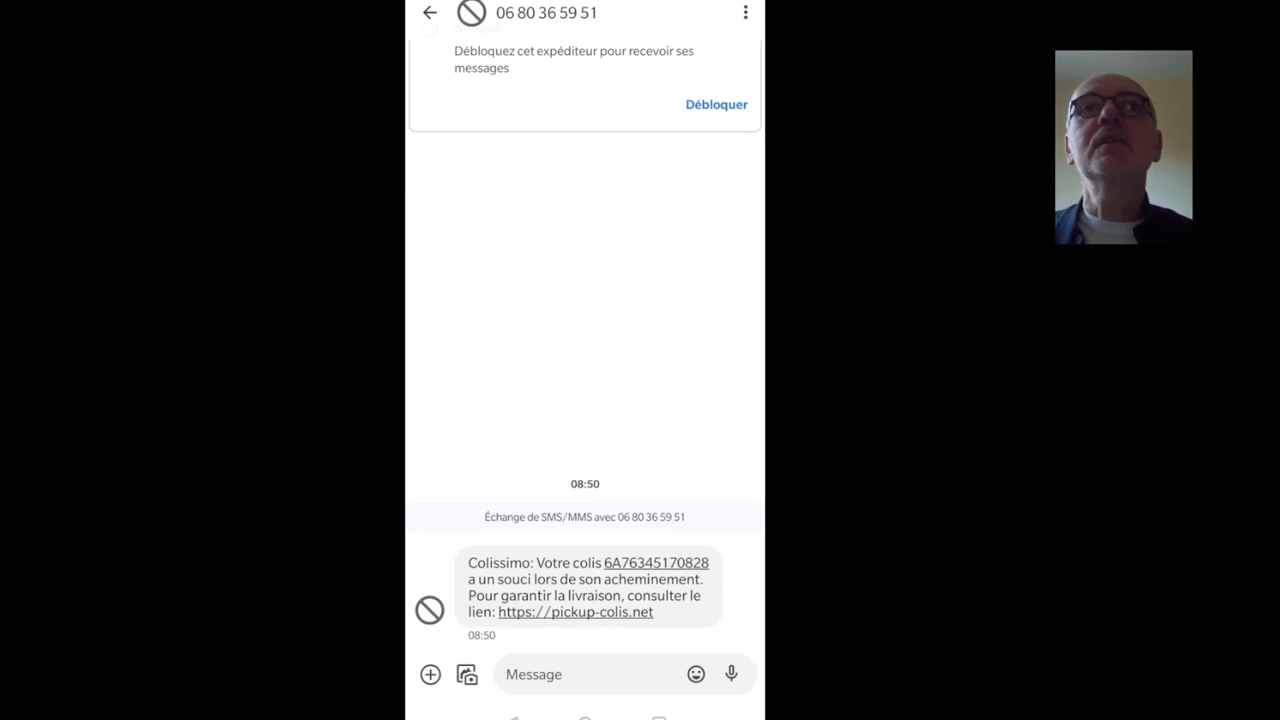 06 80 36 59 51
Débloquez cet expéditeur pour recevoir ses
messages
Débloquer
08:50
Échange de SMS/MMS avec 06 80 36 59 51
Colissimo: Votre colis 6A76345170828
a un souci lors de son acheminement.
Pour garantir la livraison, consulter le
lien: https://pickup-colis.net
08:50
Message